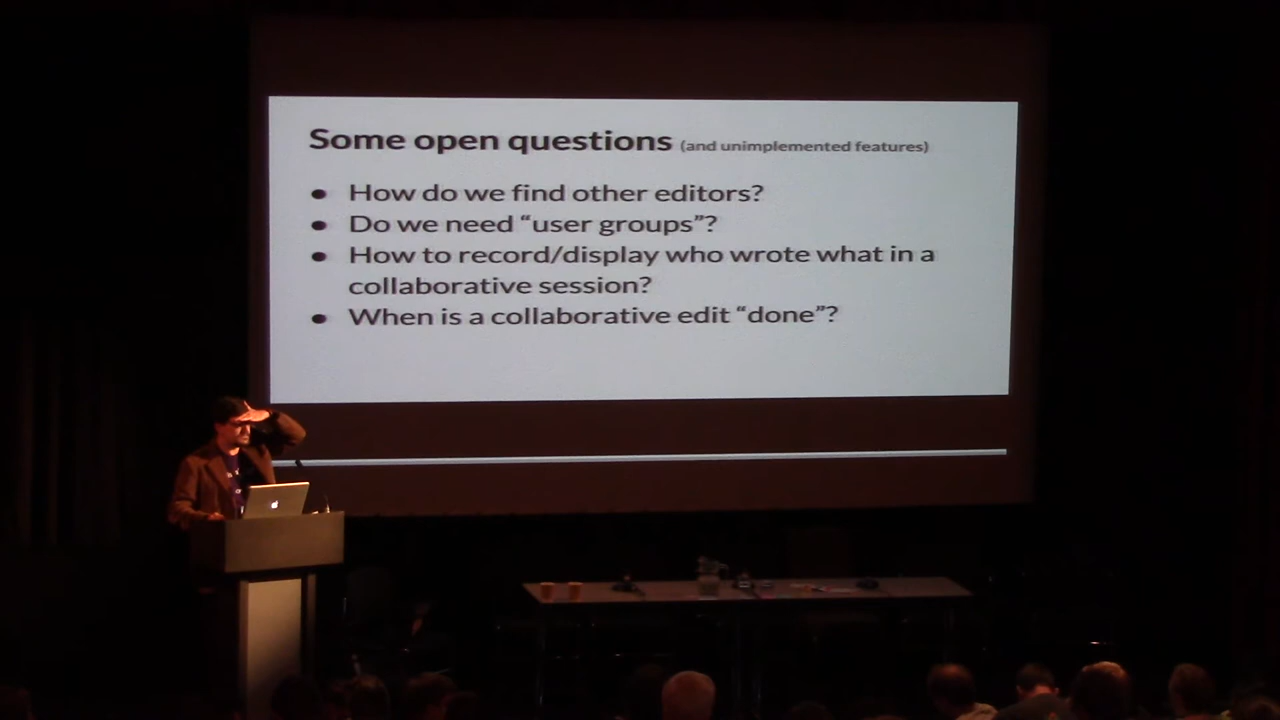 Some open questions (and unimplemented features)
● How do we find other editors?
● Do we need “user groups”?
● How to record/display who wrote what in a
collaborative session?
● When is a collaborative edit “done”?